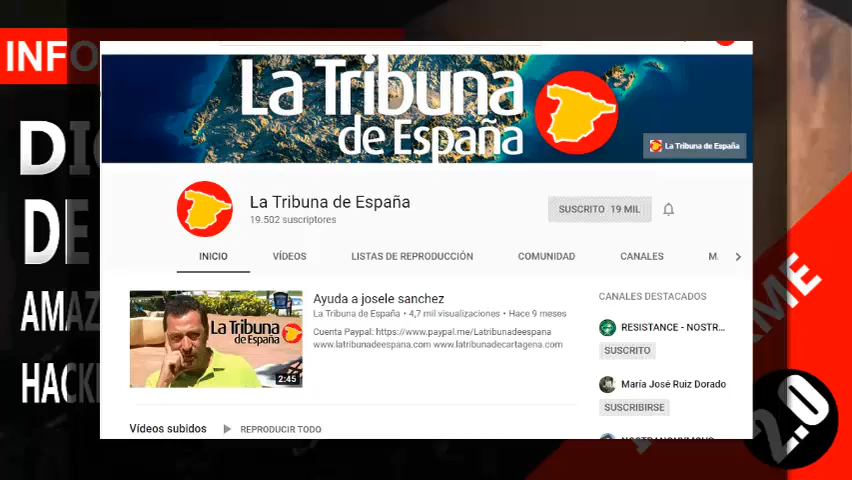 INFO
La Tribuna
de España
La Tribuna de España
La Tribuna de España
19.502 suscriptores
SUSCRITO 19 MIL
INICIO
VÍDEOS
LISTAS DE REPRODUCCIÓN
COMUNIDAD
CANALES
M.
La Tribuna
de España
2:45
Ayuda a josele sanchez
La Tribuna de España • 4,7 mil visualizaciones • Hace 9 meses
Cuenta Paypal: https://www.paypal.me/Latribunadeespana
www.latribunadeespana.com www.latribunadecartagena.com
CANALES DESTACADOS
RESISTANCE - NOSTR...
SUSCRITO
María José Ruiz Dorado
SUSCRIBIRSE
Vídeos subidos
REPRODUCIR TODO
DE
AMAZ
HACK
RME
2.0